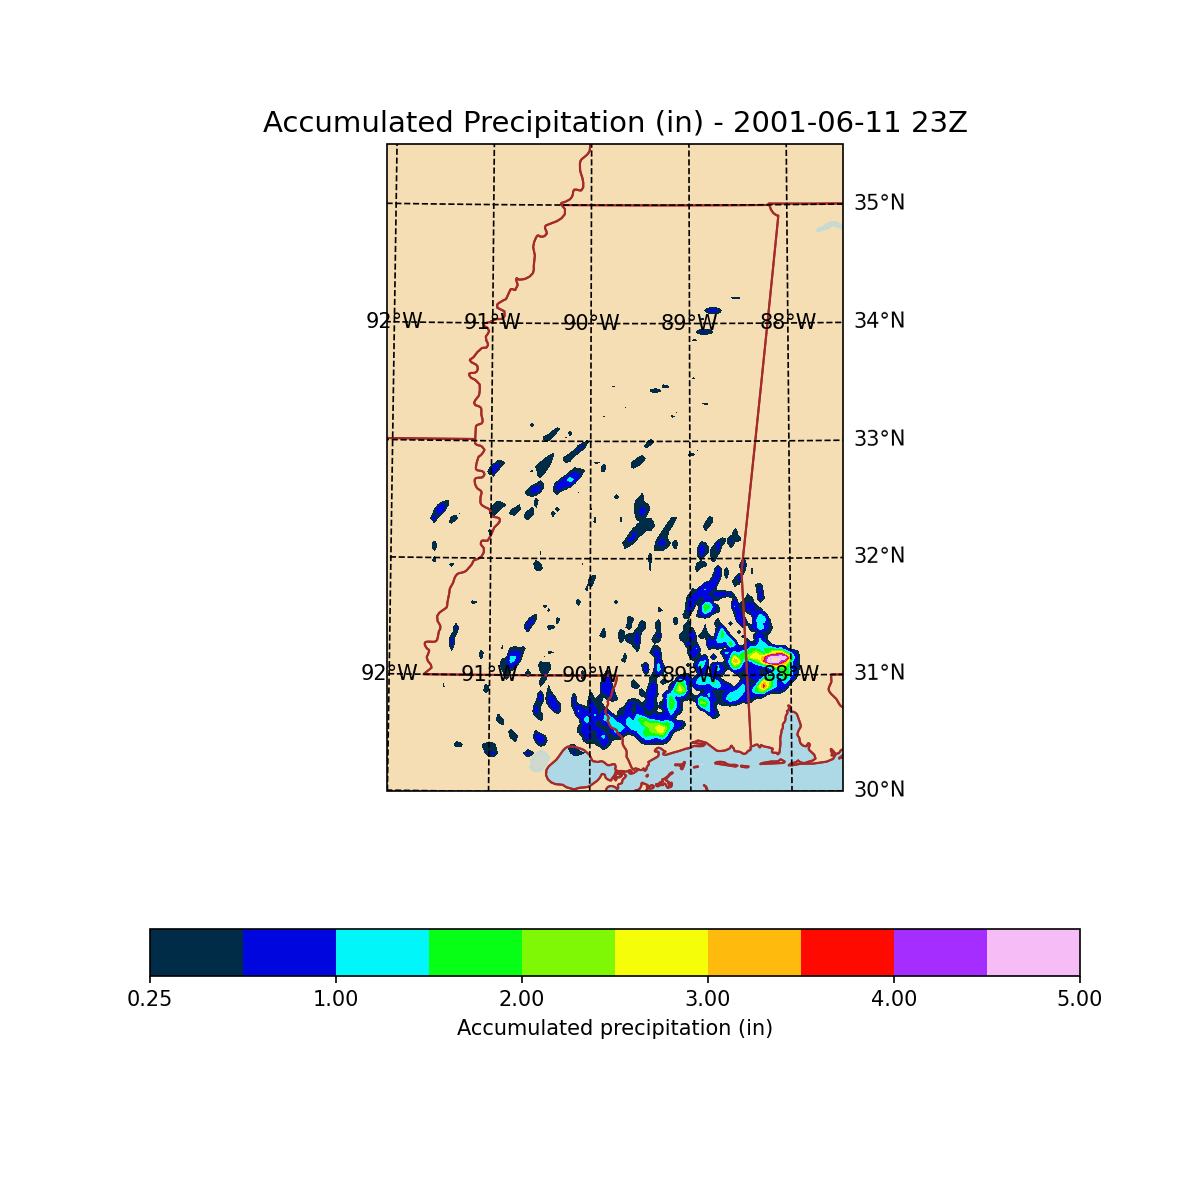 Accumulated Precipitation (in) - 2001-06-11 23Z
35°N
92°W 91°W 90°W 89°W 88°W 34°N
33°N
32°N
92°W 91°W 90°W 89°W 88°W 31°N
30°N
0.25 1.00 2.00 3.00 4.00 5.00
Accumulated precipitation (in)